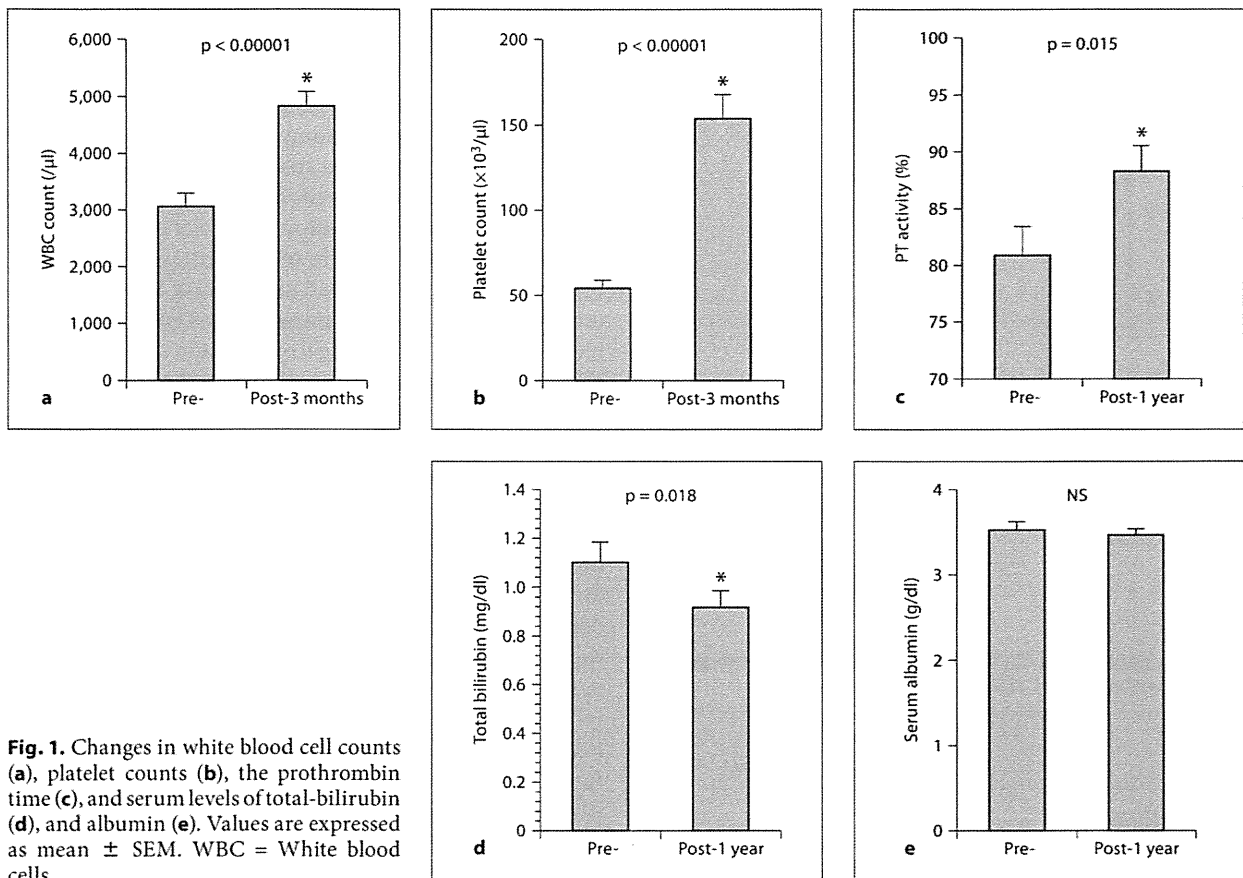 6,000
5,000
4,000
3,000
2,000
1,000
0
WBC count (/μl)
p < 0.00001
*
a
Pre-
Post-3 months
200
150
100
50
0
Platelet count (×10³/μl)
p < 0.00001
*
b
Pre-
Post-3 months
100
95
90
85
80
75
70
PT activity (%)
p = 0.015
*
c
Pre-
Post-1 year
1.4
1.2
1.0
0.8
0.6
0.4
0.2
0
Total bilirubin (mg/dl)
p = 0.018
*
d
Pre-
Post-1 year
4
3
2
1
0
Serum albumin (g/dl)
NS
e
Pre-
Post-1 year
Fig. 1. Changes in white blood cell counts
(a), platelet counts (b), the prothrombin
time (c), and serum levels of total-bilirubin
(d), and albumin (e). Values are expressed
as mean ± SEM. WBC = White blood
cells.